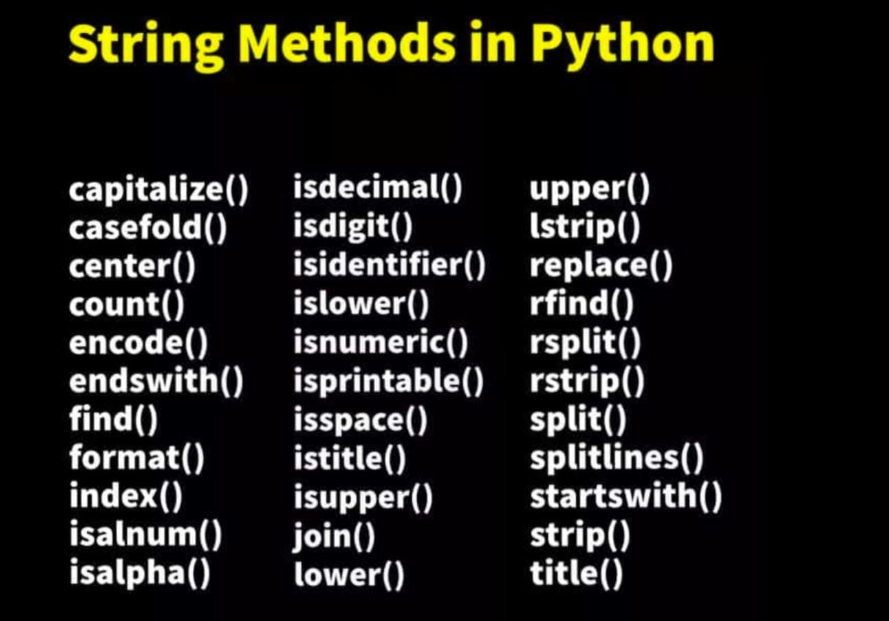 String Methods in Python
capitalize()
casefold()
center()
count()
encode()
endswith()
find()
format()
index()
isalnum()
isalpha()
isdecimal()
isdigit()
isidentifier()
islower()
isnumeric()
isprintable()
isspace()
istitle()
isupper()
join()
lower()
upper()
lstrip()
replace()
rfind()
rsplit()
rstrip()
split()
splitlines()
startswith()
strip()
title()